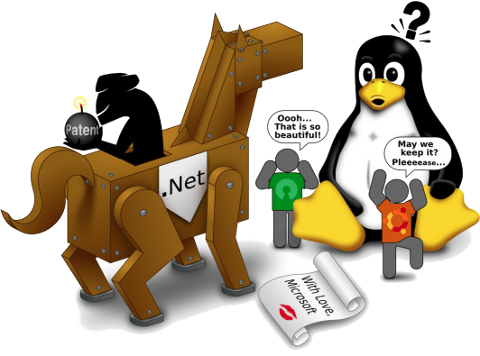 ?
Oooh...
That is so
beautiful!
May we
keep it?
Pleeeease...
Patent
.Net
With Love,
Microsoft